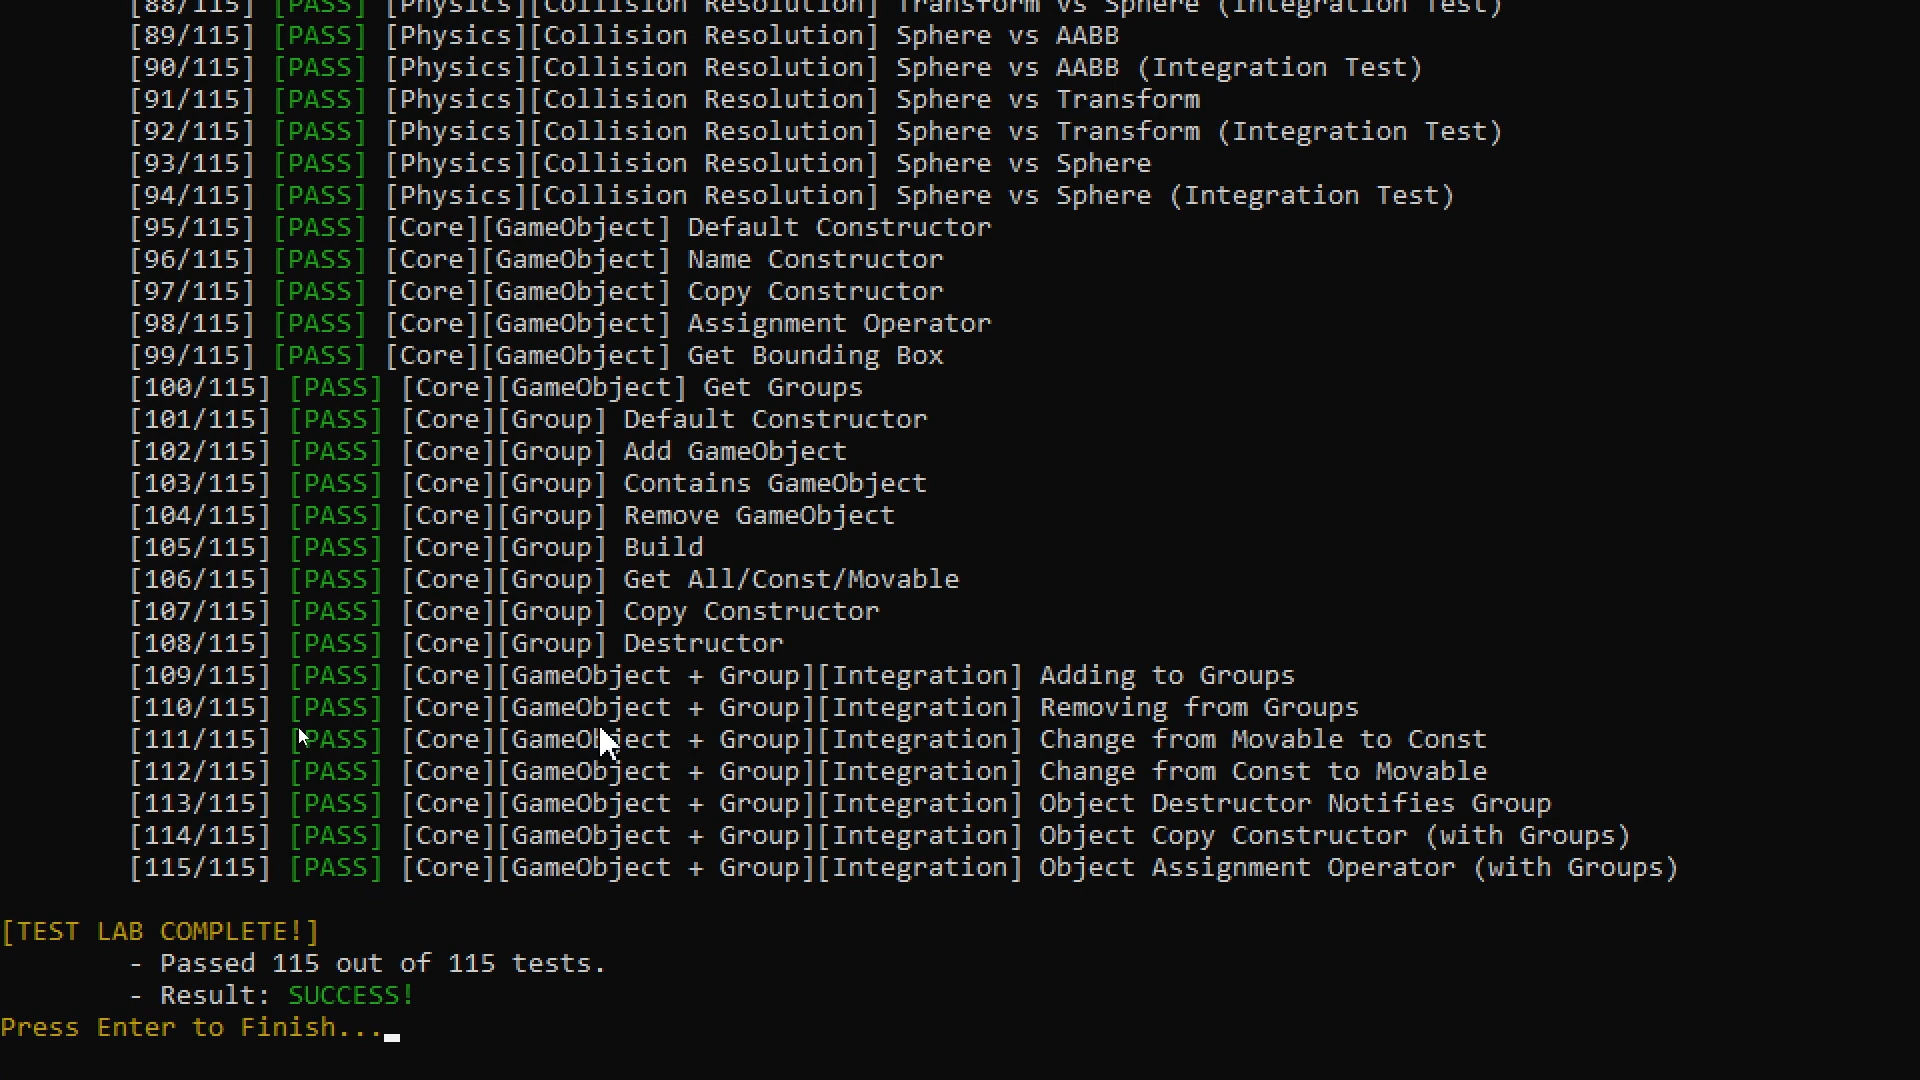 [88/115] [PASS] [Physics][Collision Resolution] Transform vs Sphere (Integration Test)
[89/115] [PASS] [Physics][Collision Resolution] Sphere vs AABB
[90/115] [PASS] [Physics][Collision Resolution] Sphere vs AABB (Integration Test)
[91/115] [PASS] [Physics][Collision Resolution] Sphere vs Transform
[92/115] [PASS] [Physics][Collision Resolution] Sphere vs Transform (Integration Test)
[93/115] [PASS] [Physics][Collision Resolution] Sphere vs Sphere
[94/115] [PASS] [Physics][Collision Resolution] Sphere vs Sphere (Integration Test)
[95/115] [PASS] [Core][GameObject] Default Constructor
[96/115] [PASS] [Core][GameObject] Name Constructor
[97/115] [PASS] [Core][GameObject] Copy Constructor
[98/115] [PASS] [Core][GameObject] Assignment Operator
[99/115] [PASS] [Core][GameObject] Get Bounding Box
[100/115] [PASS] [Core][GameObject] Get Groups
[101/115] [PASS] [Core][Group] Default Constructor
[102/115] [PASS] [Core][Group] Add GameObject
[103/115] [PASS] [Core][Group] Contains GameObject
[104/115] [PASS] [Core][Group] Remove GameObject
[105/115] [PASS] [Core][Group] Build
[106/115] [PASS] [Core][Group] Get All/Const/Movable
[107/115] [PASS] [Core][Group] Copy Constructor
[108/115] [PASS] [Core][Group] Destructor
[109/115] [PASS] [Core][GameObject + Group][Integration] Adding to Groups
[110/115] [PASS] [Core][GameObject + Group][Integration] Removing from Groups
[111/115] [PASS] [Core][GameObject + Group][Integration] Change from Movable to Const
[112/115] [PASS] [Core][GameObject + Group][Integration] Change from Const to Movable
[113/115] [PASS] [Core][GameObject + Group][Integration] Object Destructor Notifies Group
[114/115] [PASS] [Core][GameObject + Group][Integration] Object Copy Constructor (with Groups)
[115/115] [PASS] [Core][GameObject + Group][Integration] Object Assignment Operator (with Groups)
[TEST LAB COMPLETE!]
- Passed 115 out of 115 tests.
- Result: SUCCESS!
Press Enter to Finish...